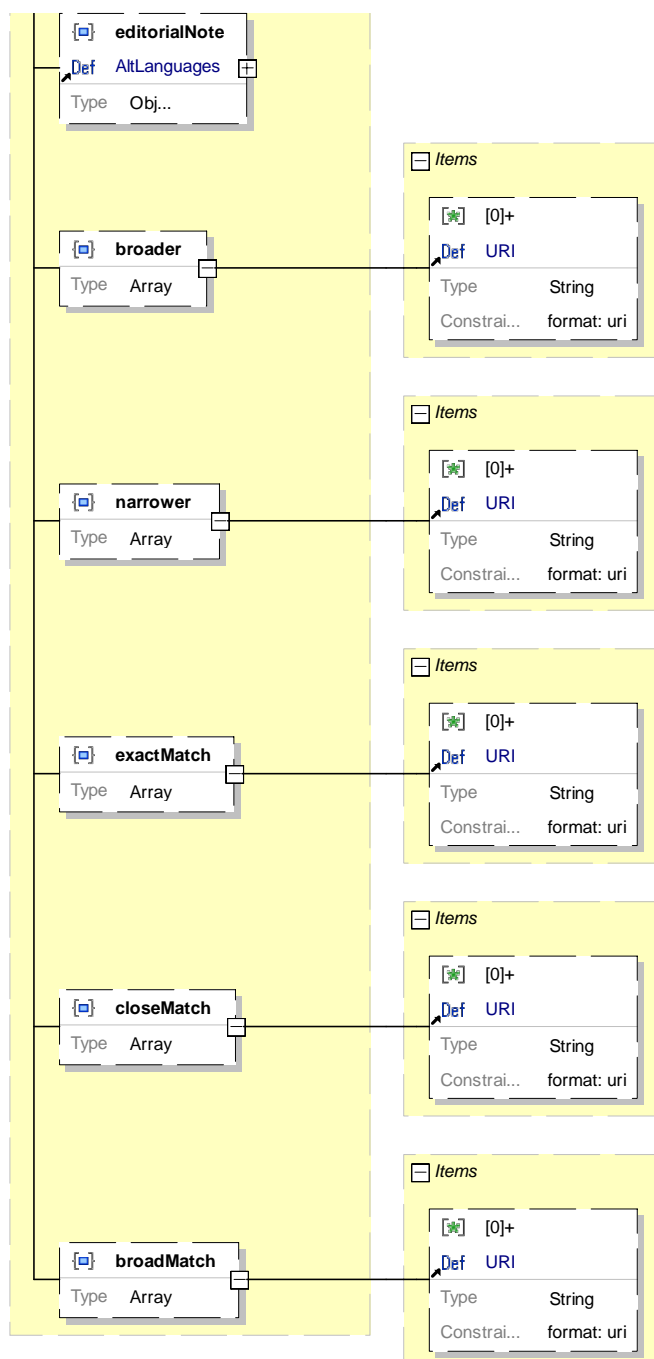 editorialNote
Def AltLanguages
Type Obj...
Items
[0]+
broader
Def URI
Type Array
Type String
Constrai... format: uri
Items
[0]+
narrower
Def URI
Type Array
Type String
Constrai... format: uri
Items
[0]+
exactMatch
Def URI
Type Array
Type String
Constrai... format: uri
Items
[0]+
closeMatch
Def URI
Type Array
Type String
Constrai... format: uri
Items
[0]+
broadMatch
Def URI
Type Array
Type String
Constrai... format: uri